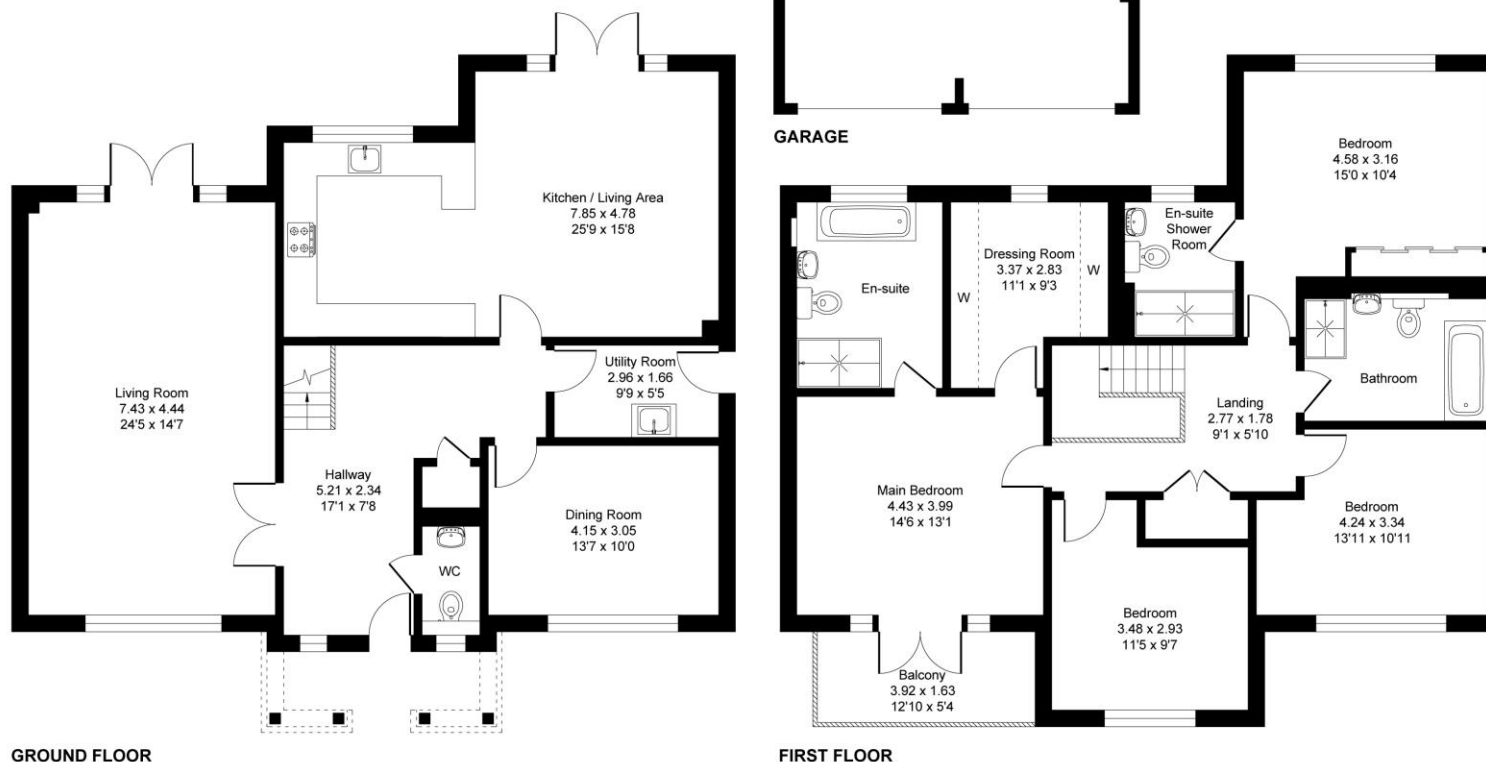 Kitchen / Living Area
7.85 x 4.78
25'9 x 15'8
Living Room
7.43 x 4.44
24'5 x 14'7
Utility Room
2.96 x 1.66
9'9 x 5'5
Hallway
5.21 x 2.34
17'1 x 7'8
Dining Room
4.15 x 3.05
13'7 x 10'0
WC
GROUND FLOOR
GARAGE
Bedroom
4.58 x 3.16
15'0 x 10'4
En-suite
Shower
Room
Dressing Room
3.37 x 2.83
11'1 x 9'3
W
W
En-suite
Bathroom
Landing
2.77 x 1.78
9'1 x 5'10
Main Bedroom
4.43 x 3.99
14'6 x 13'1
Bedroom
4.24 x 3.34
13'11 x 10'11
Bedroom
3.48 x 2.93
11'5 x 9'7
Balcony
3.92 x 1.63
12'10 x 5'4
FIRST FLOOR